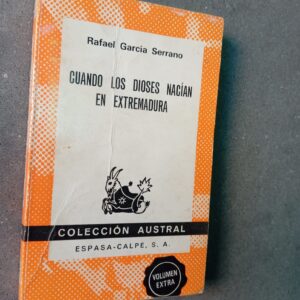 Rafael García Serrano
CUANDO LOS DIOSES NACÍAN
EN EXTREMADURA
COLECCIÓN AUSTRAL
ESPASA-CALPE, S. A.
VOLUMEN
EXTRA